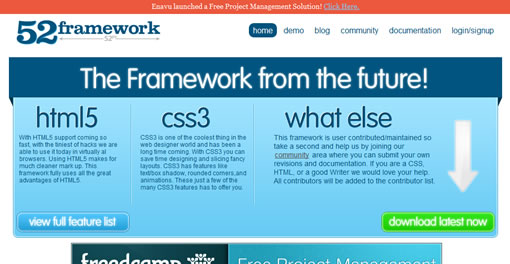 Enavu launched a Free Project Management Solution! Click Here.
52framework
52™
home demo blog community documentation login/signup
The Framework from the future!
html5
With HTML5 support coming so
fast, with the tiniest of hacks we are
able to use it today in virtually al
browsers. Using HTML5 makes for
much cleaner mark up. This
framework fully uses all the great
advantages of HTML5.
css3
CSS3 is one of the coolest thing in the
web designer world and has been a
long time coming. With CSS3 you can
save time designing and slicing fancy
layouts. CSS3 has features like
text/box shadow, rounded corners,and
animations. These just a few of the
many CSS3 features has to offer you.
what else
This framework is user contributed/maintained so
take a second and help us by joining our
community area where you can submit your own
revisions and documentation. If you are a CSS,
HTML, or a good Writer we would love your help.
All contributors will be added to the contributor list.
view full feature list
download latest now
freedcamp
Free Project Management